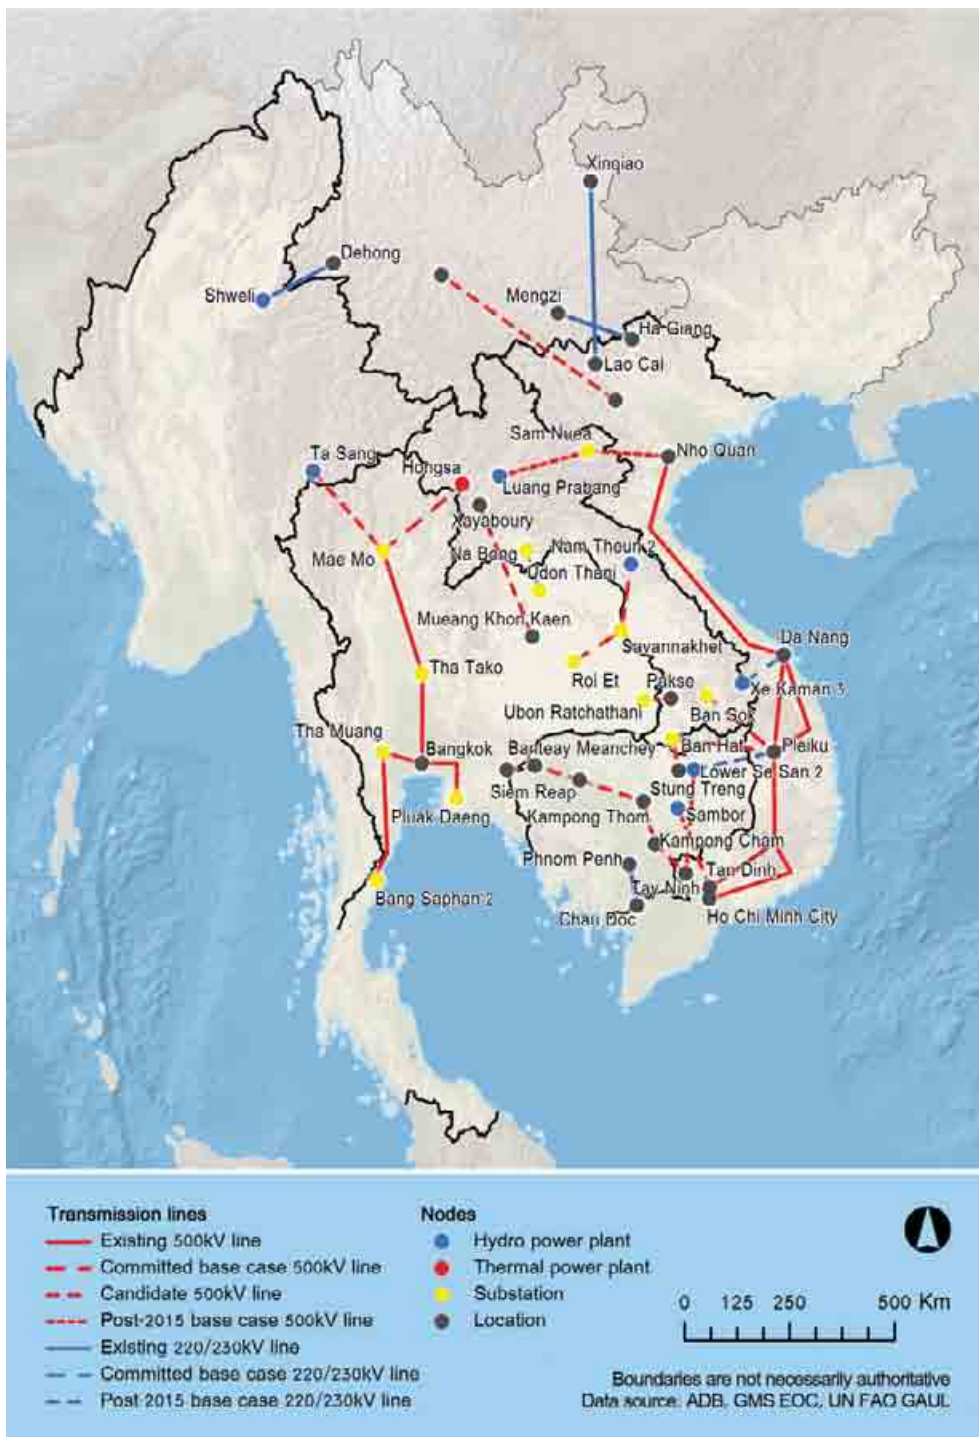 Xinqiao
Dehong
Shweli
Mengzi
Ha Giang
Lao Cai
Sam Nuea
Nho Quan
Ta Sang
Hongsa
Luang Prabang
Xayaboury
Mae Mo
Na Bong
Nam Theun 2
Udon Thani
Mueang Khon Kaen
Savannakhet
Da Nang
Tha Tako
Roi Et
Pakse
Xe Kaman 3
Ubon Ratchathani
Ban Sok
Tha Muang
Bangkok
Banteay Meanchey
Ban Hat
Pleiku
Lower Se San 2
Siem Reap
Stung Treng
Pluak Daeng
Kampong Thom
Sambor
Kampong Cham
Phnom Penh
Tan Dinh
Bang Saphan 2
Tay Ninh
Chau Doc
Ho Chi Minh City
Transmission lines
Existing 500kV line
Committed base case 500kV line
Candidate 500kV line
Post-2015 base case 500kV line
Existing 220/230kV line
Committed base case 220/230kV line
Post 2015 base case 220/230kV line
Nodes
Hydro power plant
Thermal power plant
Substation
Location
0 125 250 500 Km
Boundaries are not necessarily authoritative
Data source: ADB, GMS EOC, UN FAO GAUL